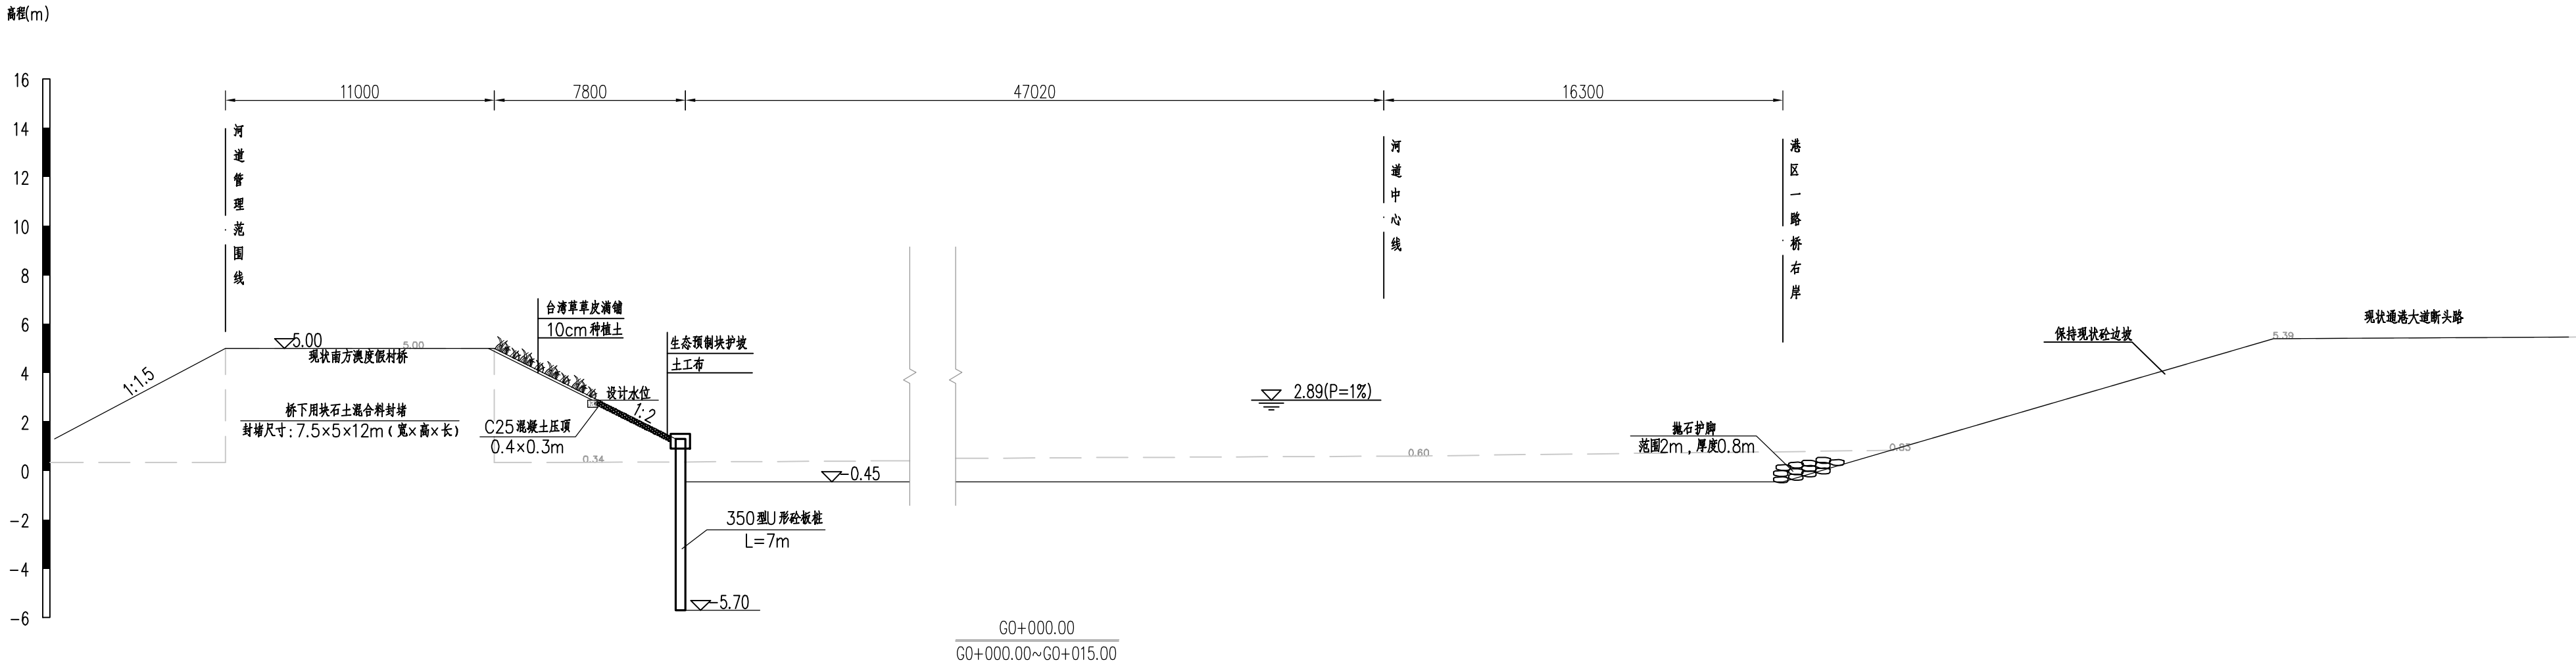 高程(m)
16
14
12
10
8
6
4
2
0
-2
-4
-6
11000
7800
47020
16300
河道管理范围线
河道中心线
港区一路桥右岸
5.00
5.00
现状南方澳度假村桥
1:1.5
桥下用块石土混合料封堵
封堵尺寸:7.5×5×12m(宽×高×长)
台湾草草皮满铺
10cm种植土
生态预制块护坡
土工布
设计水位
1:2
C25混凝土压顶
0.4×0.3m
0.34
-0.45
350型U形砼板桩
L=7m
-5.70
2.89(P=1%)
0.60
抛石护脚
范围2m,厚度0.8m
0.83
保持现状砼边坡
5.39
现状通港大道断头路
G0+000.00
G0+000.00~G0+015.00